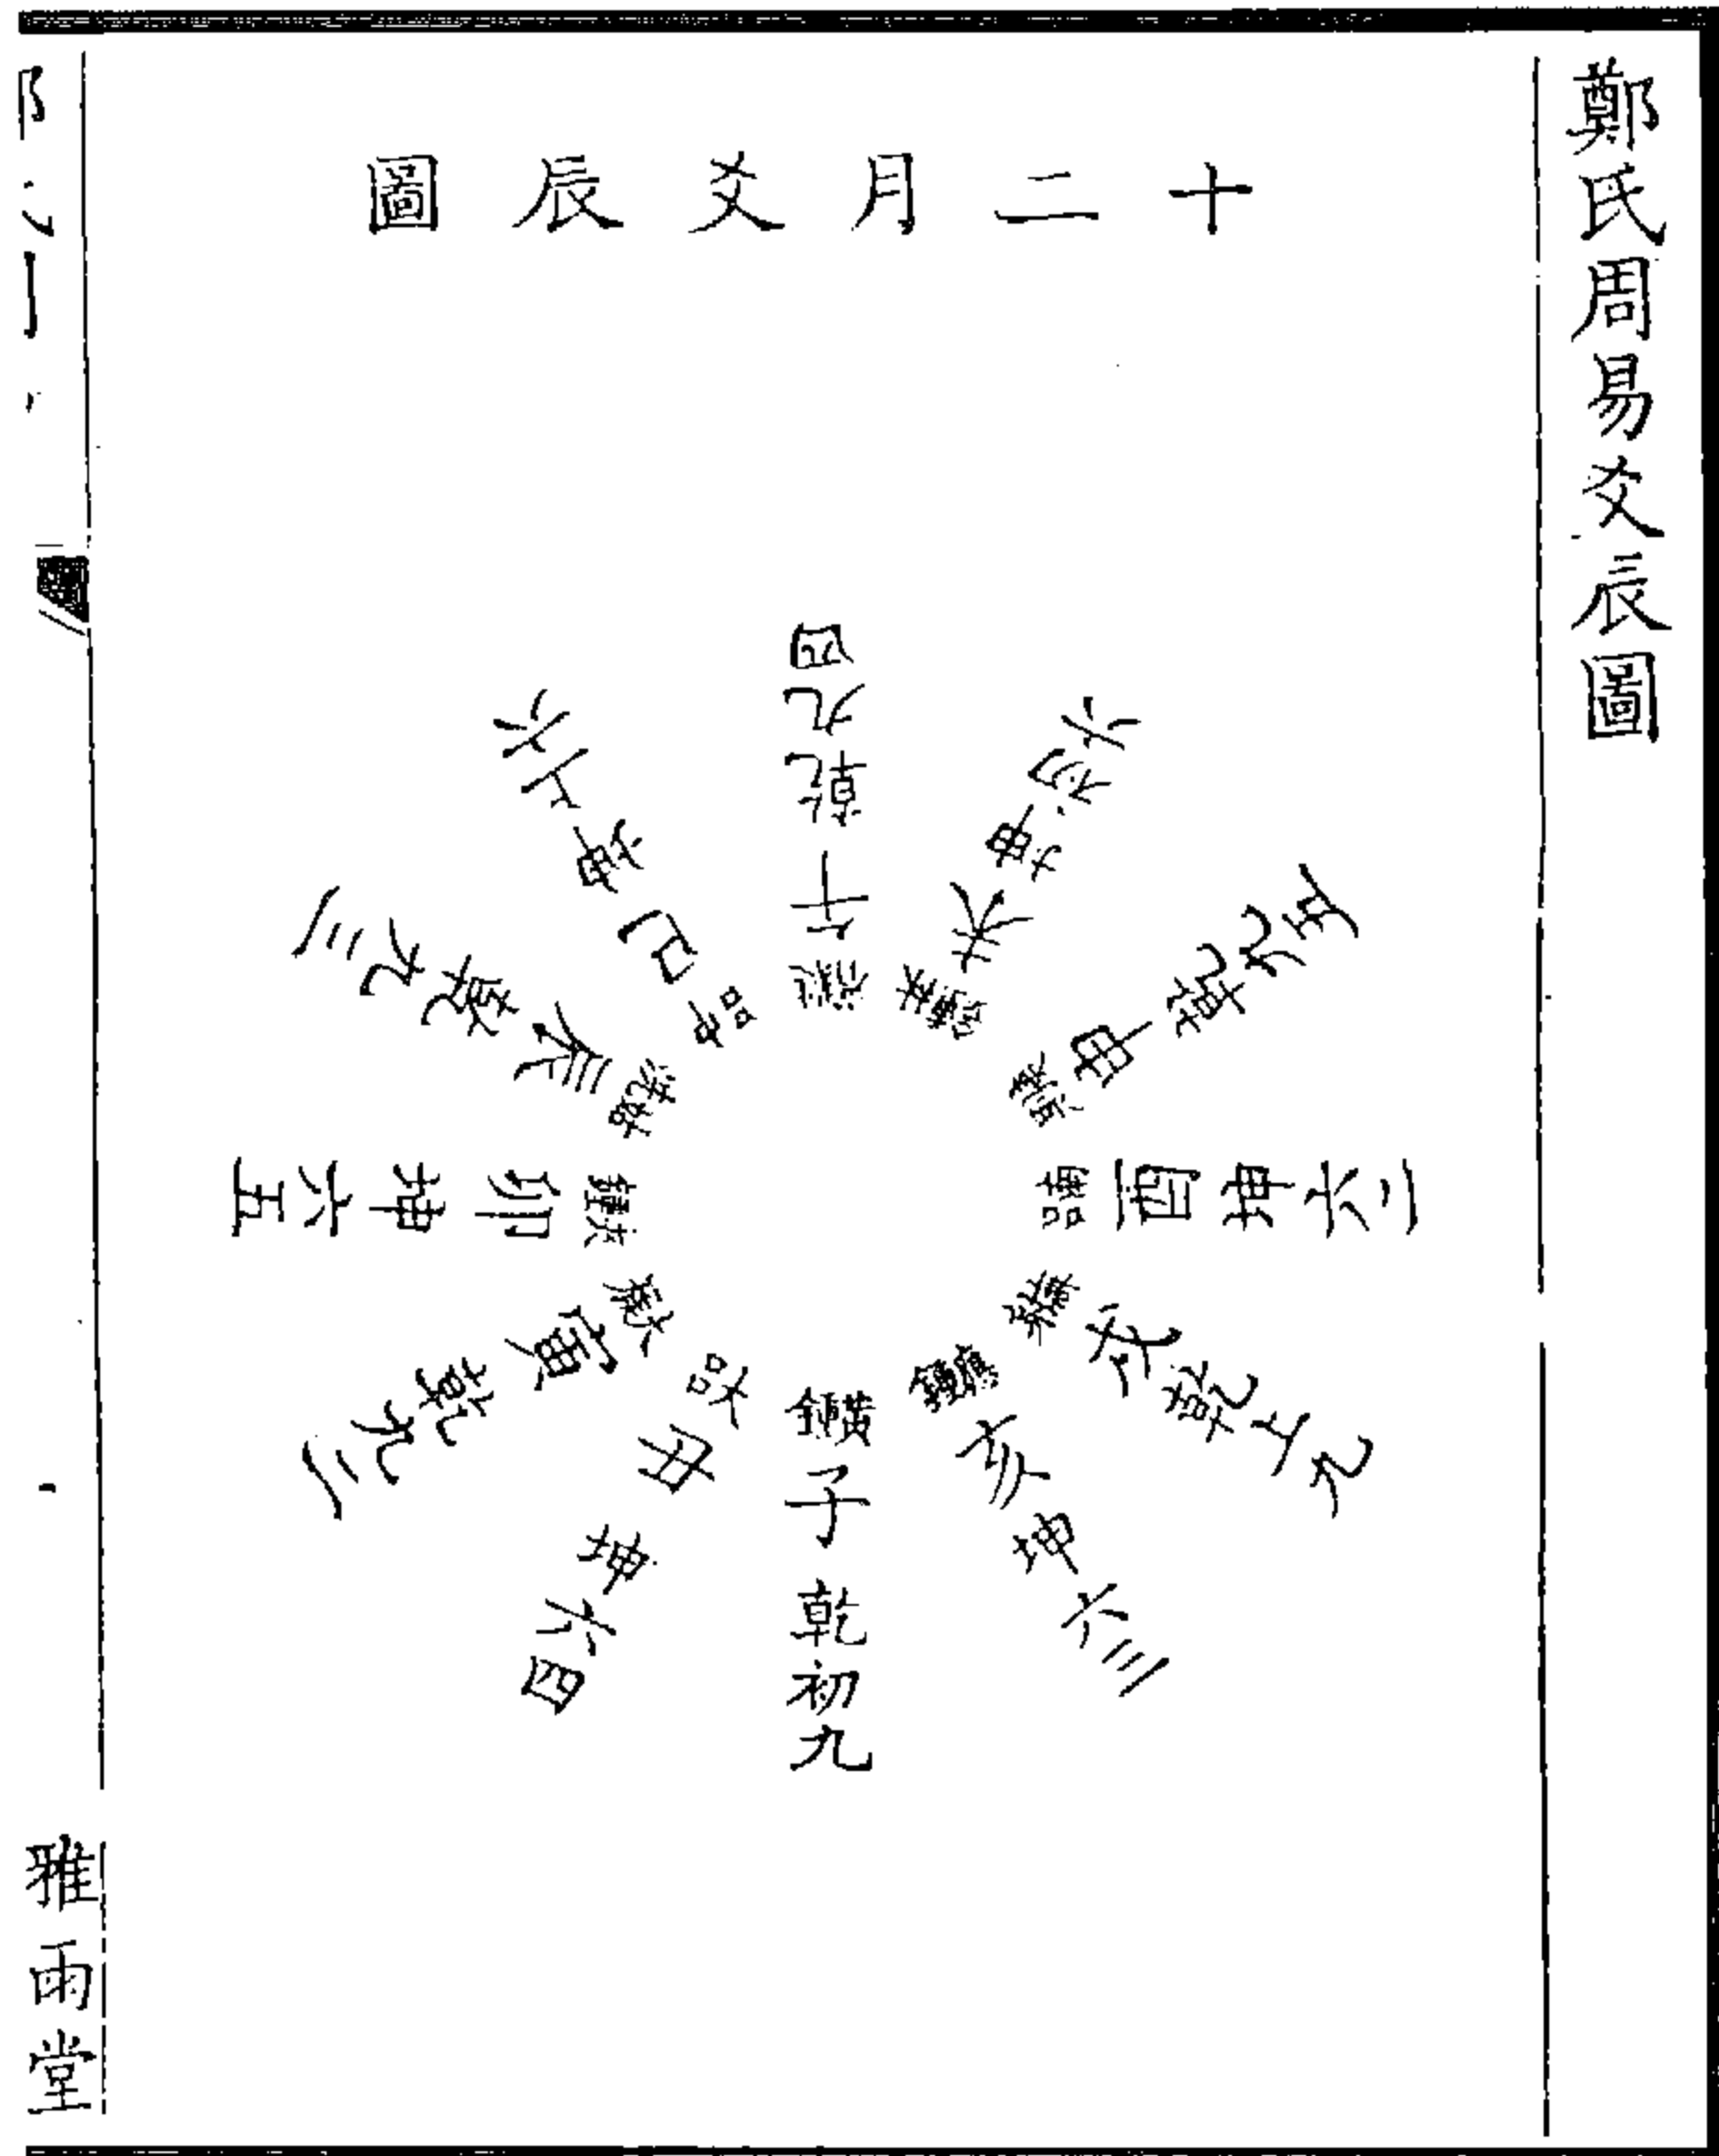 鄭氏周易爻辰圖
十二月爻辰圖
黃鐘子乾初九
大呂丑坤六四
太蔟寅乾九二
夾鐘卯坤六五
姑洗辰乾九三
中呂巳坤上六
蕤賓午乾九四
林鐘未坤初六
夷則申乾九五
南呂酉坤六二
無射戌乾上九
應鐘亥坤六三
雅雨堂